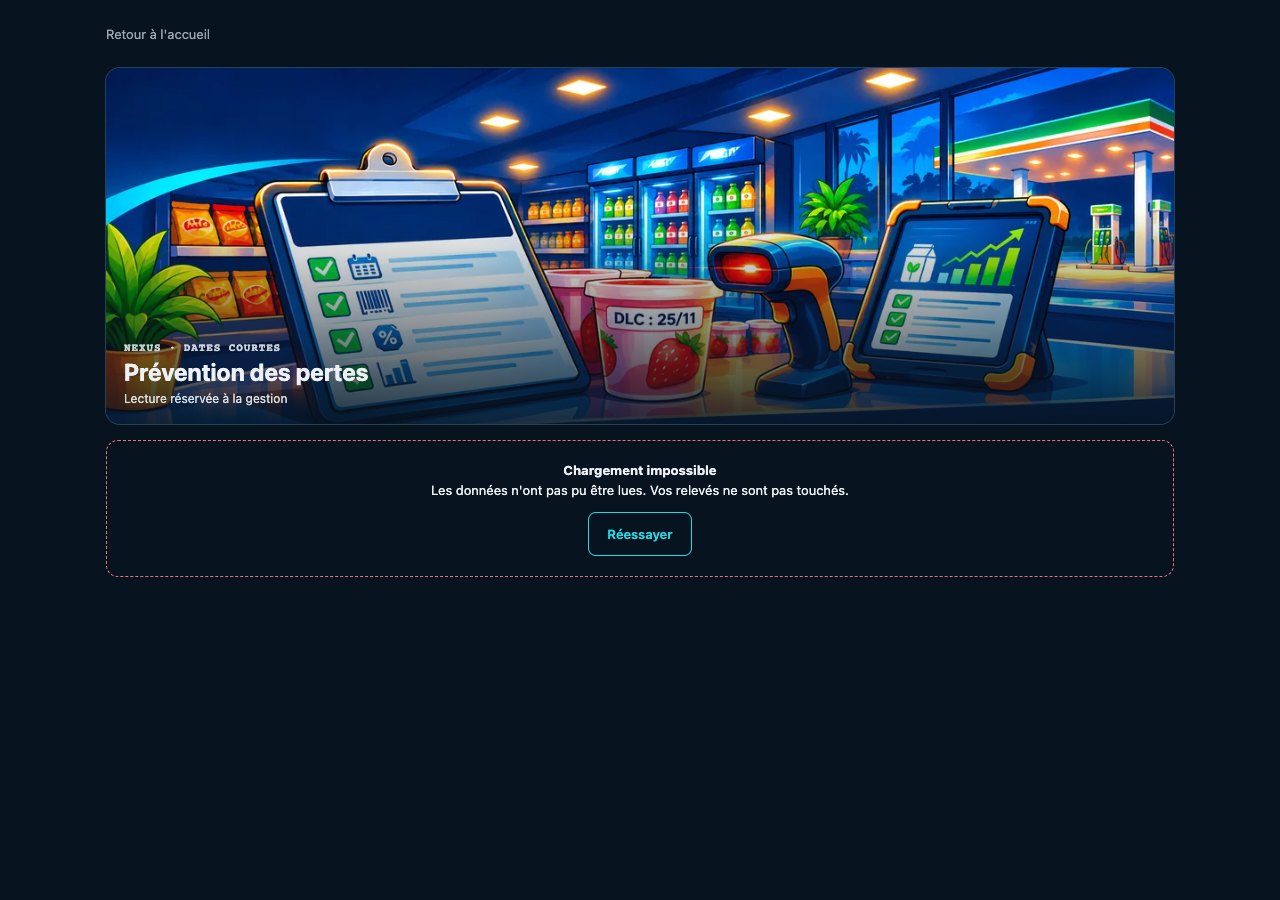 Retour à l'accueil
DLC : 25/11
NEXUS · DATES COURTES
Prévention des pertes
Lecture réservée à la gestion
Chargement impossible
Les données n'ont pas pu être lues. Vos relevés ne sont pas touchés.
Réessayer